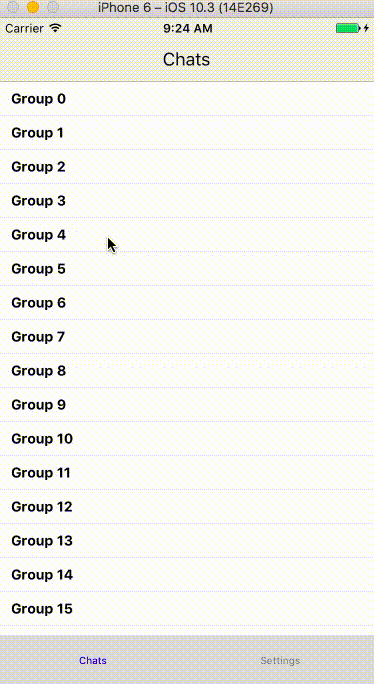 iPhone 6 – iOS 10.3 (14E269)
Carrier 9:24 AM
Chats
Group 0
Group 1
Group 2
Group 3
Group 4
Group 5
Group 6
Group 7
Group 8
Group 9
Group 10
Group 11
Group 12
Group 13
Group 14
Group 15
Chats Settings